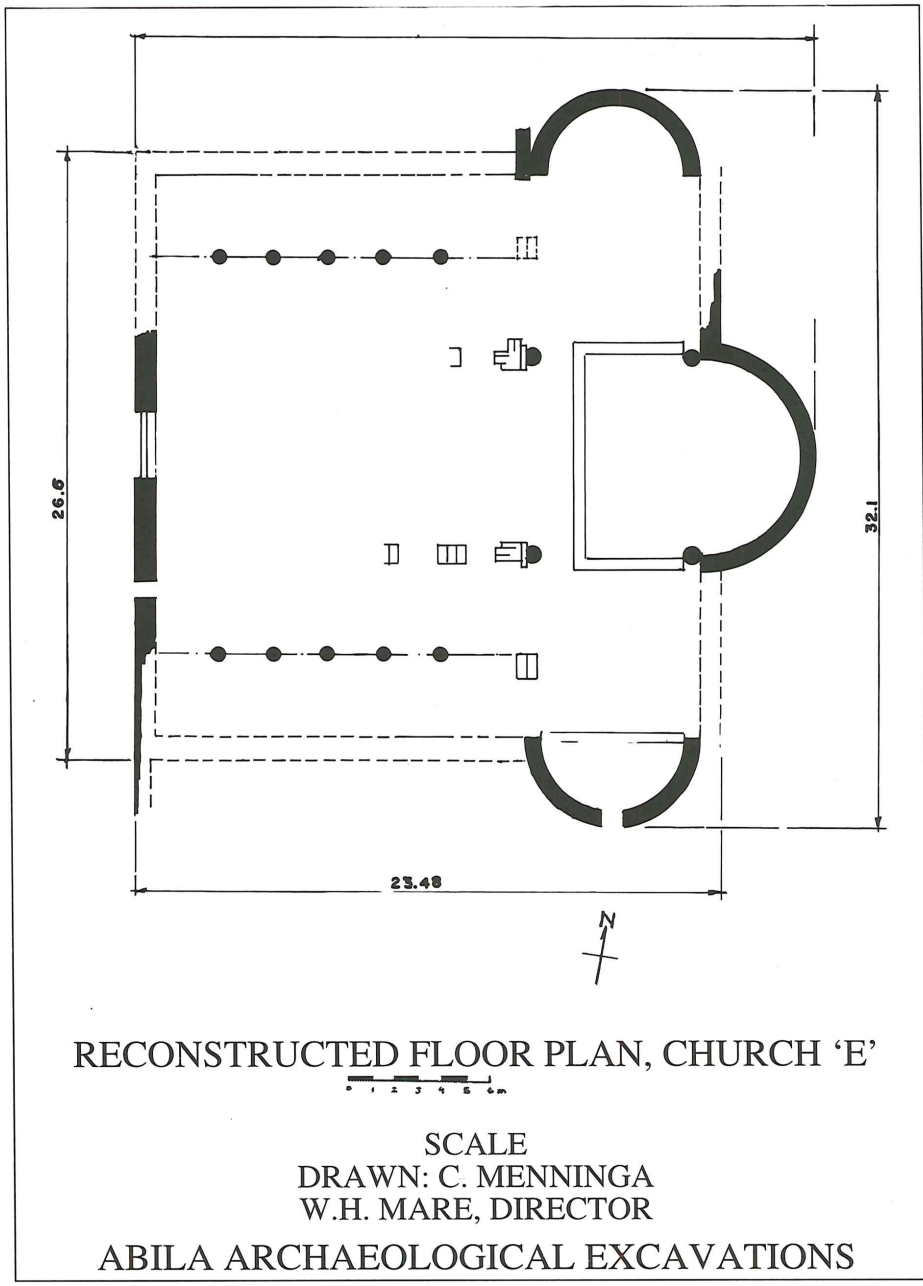 26.6
32.1
23.48
N
RECONSTRUCTED FLOOR PLAN, CHURCH ‘E’
0 1 2 3 4 5 6m
SCALE
DRAWN: C. MENNINGA
W.H. MARE, DIRECTOR
ABILA ARCHAEOLOGICAL EXCAVATIONS